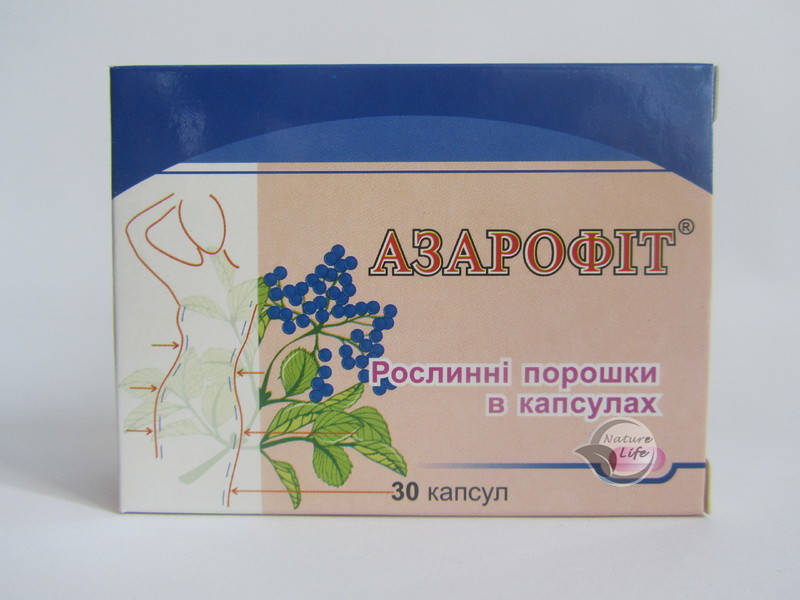 АЗАРОФІТ®
Рослинні порошки
в капсулах
Nature
Life
30 капсул